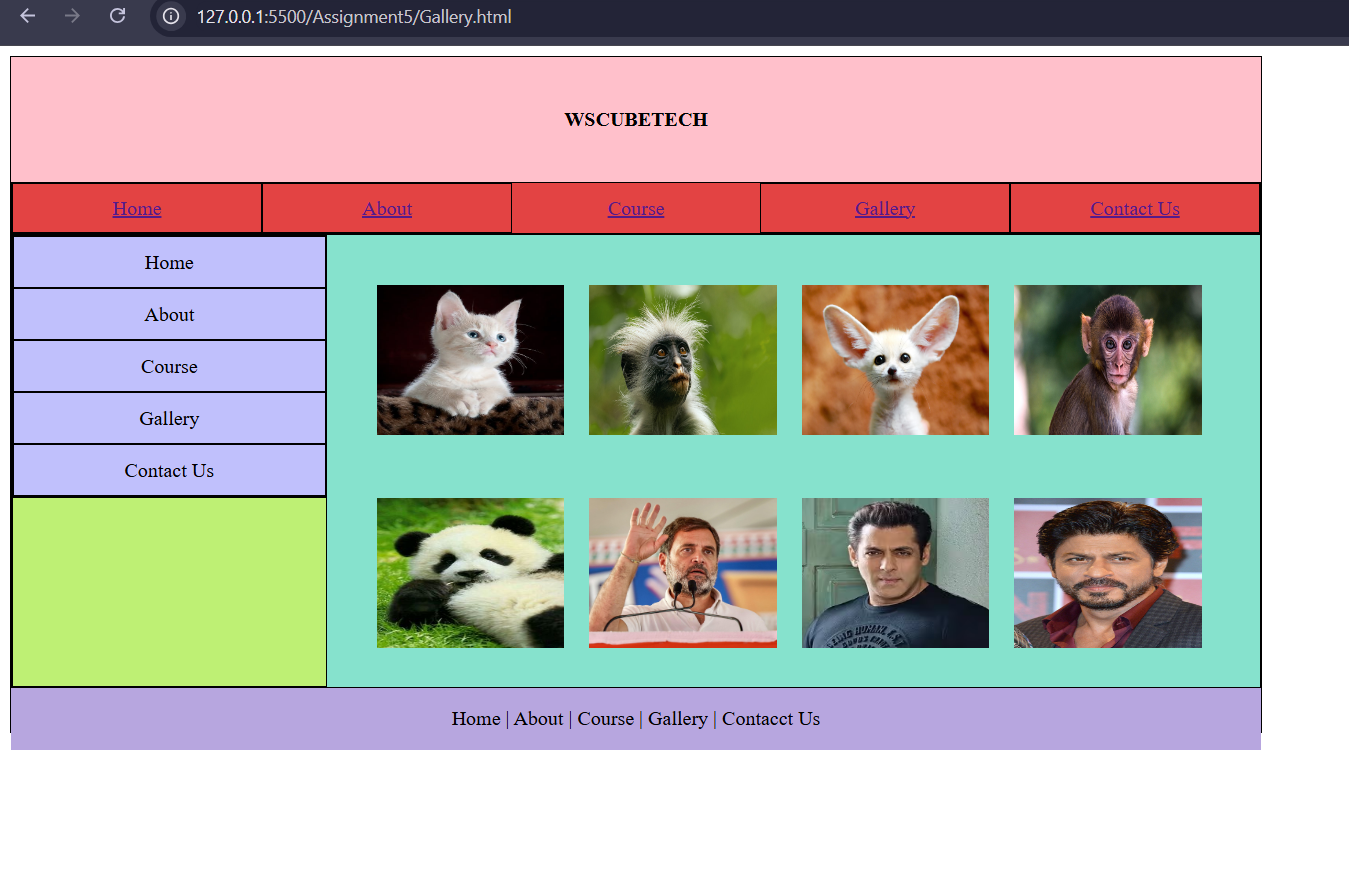 127.0.0.1:5500/Assignment5/Gallery.html
WSCUBETECH
Home About Course Gallery Contact Us
Home
About
Course
Gallery
Contact Us
Home | About | Course | Gallery | Contacct Us